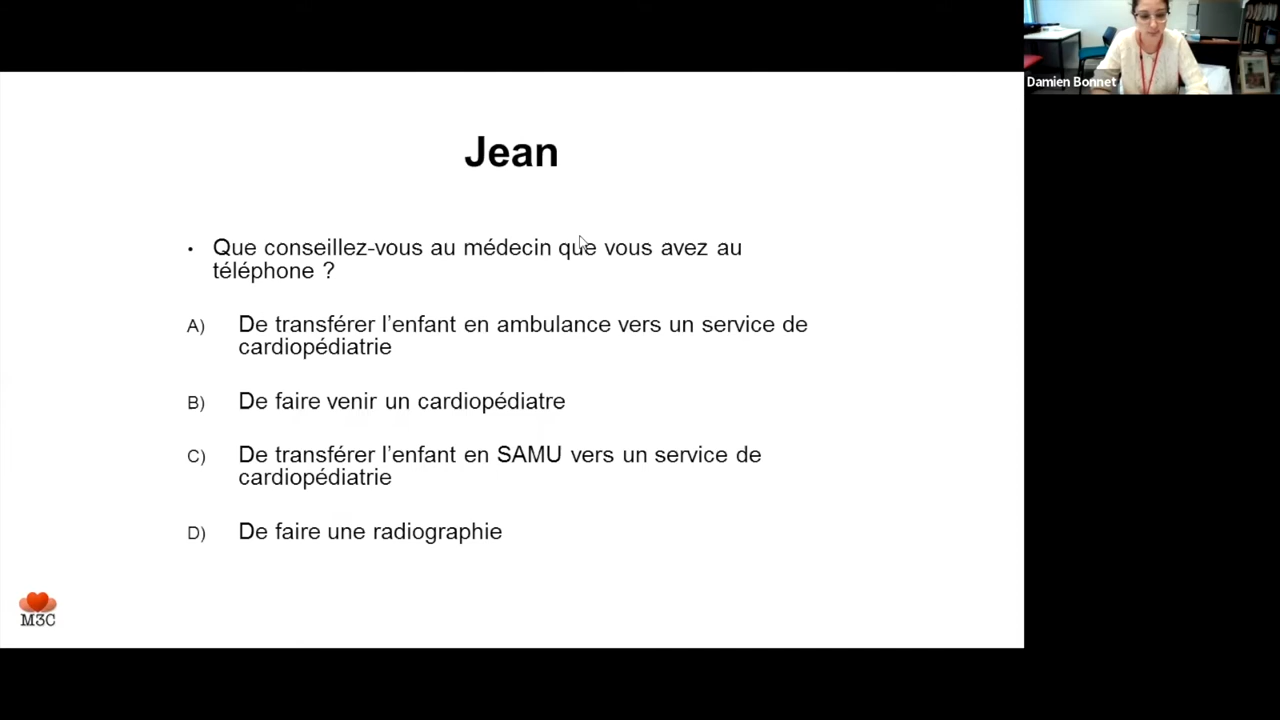 Damien Bonnet
Jean
• Que conseillez-vous au médecin que vous avez au
téléphone ?
A) De transférer l’enfant en ambulance vers un service de
cardiopédiatrie
B) De faire venir un cardiopédiatre
C) De transférer l’enfant en SAMU vers un service de
cardiopédiatrie
D) De faire une radiographie
M3C